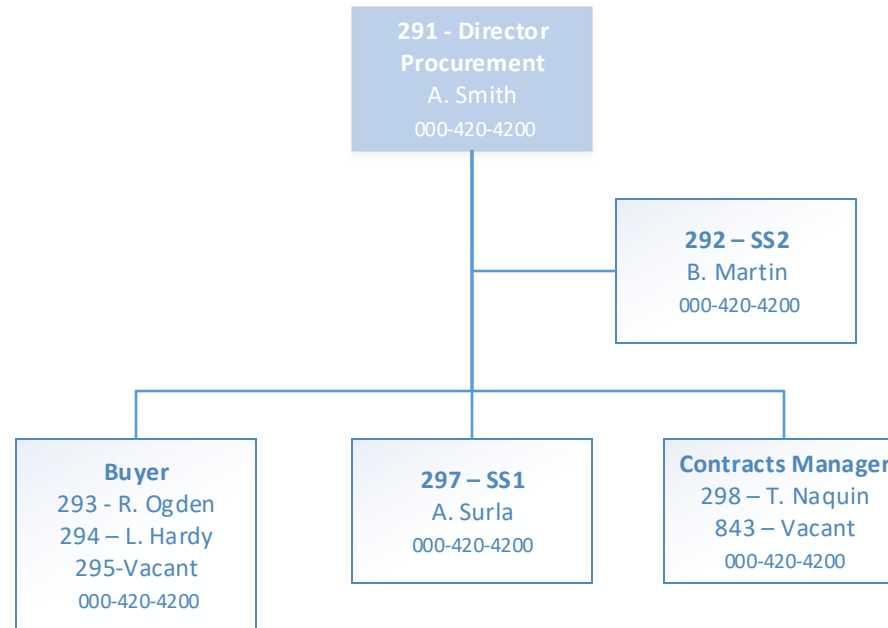 291 - Director
Procurement
A. Smith
000-420-4200
292 – SS2
B. Martin
000-420-4200
Buyer
293 - R. Ogden
294 – L. Hardy
295-Vacant
000-420-4200
297 – SS1
A. Surla
000-420-4200
Contracts Manager
298 – T. Naquin
843 – Vacant
000-420-4200